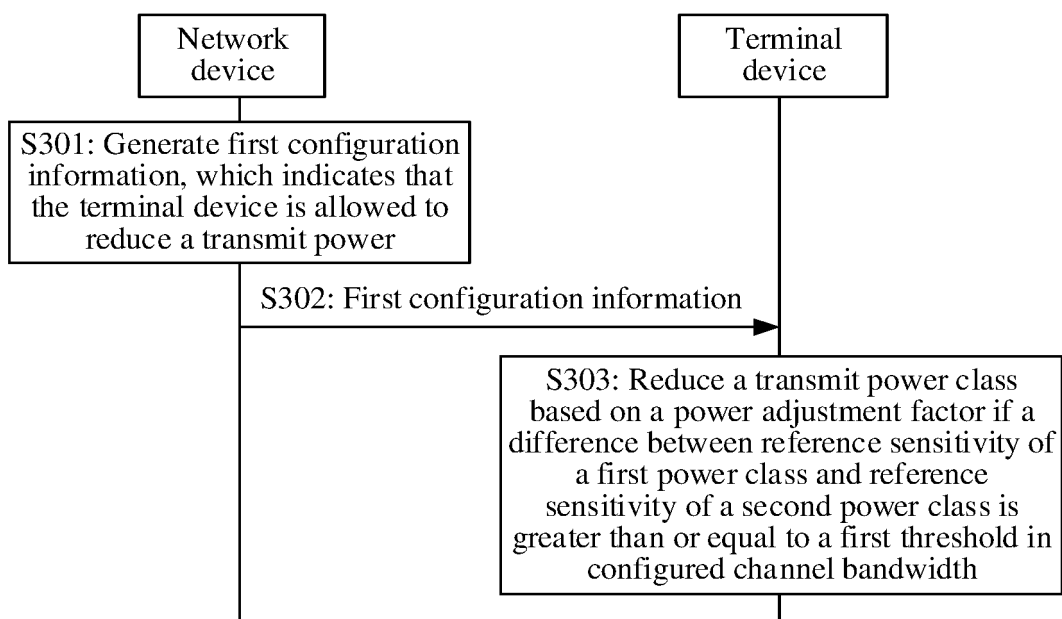 Network
device
Terminal
device
S301: Generate first configuration
information, which indicates that
the terminal device is allowed to
reduce a transmit power
S302: First configuration information
S303: Reduce a transmit power class
based on a power adjustment factor if a
difference between reference sensitivity of
a first power class and reference
sensitivity of a second power class is
greater than or equal to a first threshold in
configured channel bandwidth